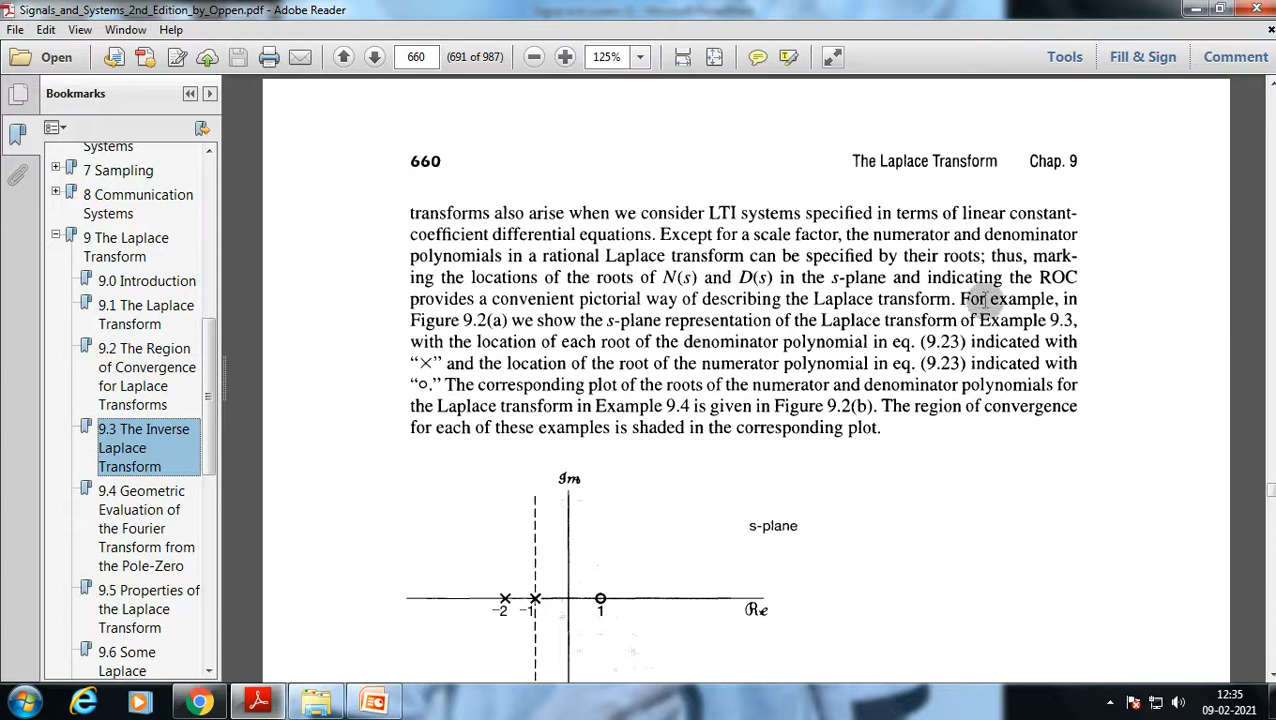 Signals_and_Systems_2nd_Edition_by_Oppen.pdf - Adobe Reader
File Edit View Window Help
Open 660 (691 of 987) 125% Tools Fill & Sign Comment
Bookmarks
Systems
7 Sampling
8 Communication
Systems
9 The Laplace
Transform
9.0 Introduction
9.1 The Laplace
Transform
9.2 The Region
of Convergence
for Laplace
Transforms
9.3 The Inverse
Laplace
Transform
9.4 Geometric
Evaluation of
the Fourier
Transform from
the Pole-Zero
9.5 Properties of
the Laplace
Transform
9.6 Some
Laplace
660 The Laplace Transform Chap. 9
transforms also arise when we consider LTI systems specified in terms of linear constant-
coefficient differential equations. Except for a scale factor, the numerator and denominator
polynomials in a rational Laplace transform can be specified by their roots; thus, mark-
ing the locations of the roots of N(s) and D(s) in the s-plane and indicating the ROC
provides a convenient pictorial way of describing the Laplace transform. For example, in
Figure 9.2(a) we show the s-plane representation of the Laplace transform of Example 9.3,
with the location of each root of the denominator polynomial in eq. (9.23) indicated with
“×” and the location of the root of the numerator polynomial in eq. (9.23) indicated with
“o.” The corresponding plot of the roots of the numerator and denominator polynomials for
the Laplace transform in Example 9.4 is given in Figure 9.2(b). The region of convergence
for each of these examples is shaded in the corresponding plot.
Im
s-plane
-2 -1 1 Re
12:35
09-02-2021